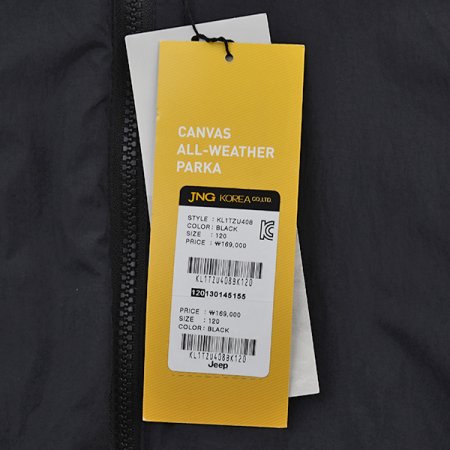 CANVAS
ALL-WEATHER
PARKA
JNG KOREA CO.,LTD.
STYLE : KL1TZU408
COLOR: BLACK
SIZE : 120
PRICE : ₩169,000
KL1TZU408BK120
120130145155
PRICE : ₩169,000
SIZE : 120
COLOR: BLACK
KL1TZU408BK120
Jeep